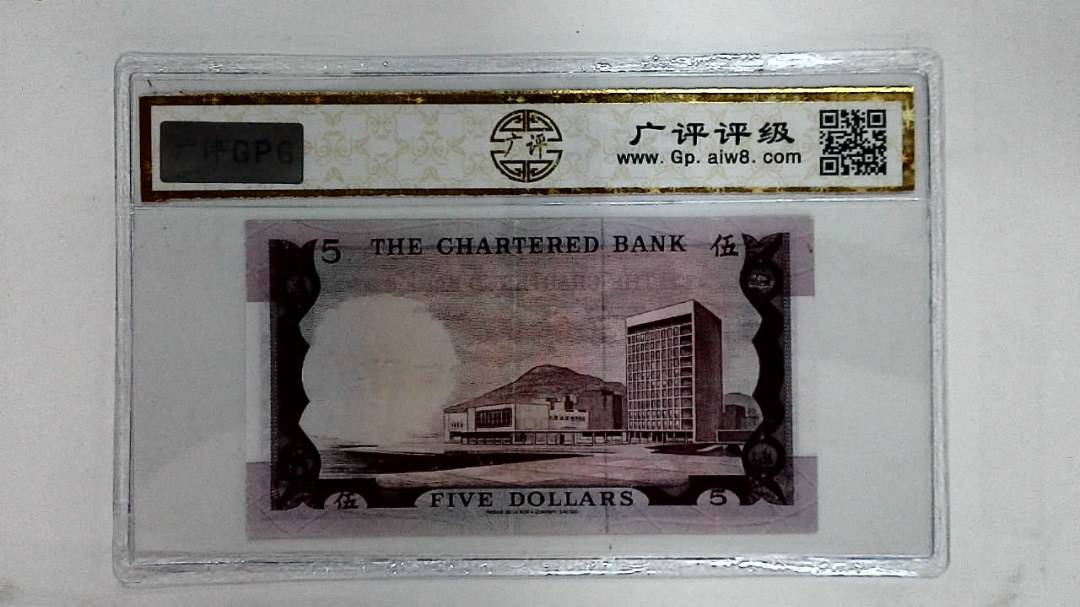 广评GPG
广评
广评评级
www. Gp. aiw8. com
5 THE CHARTERED BANK 伍
伍 FIVE DOLLARS 5